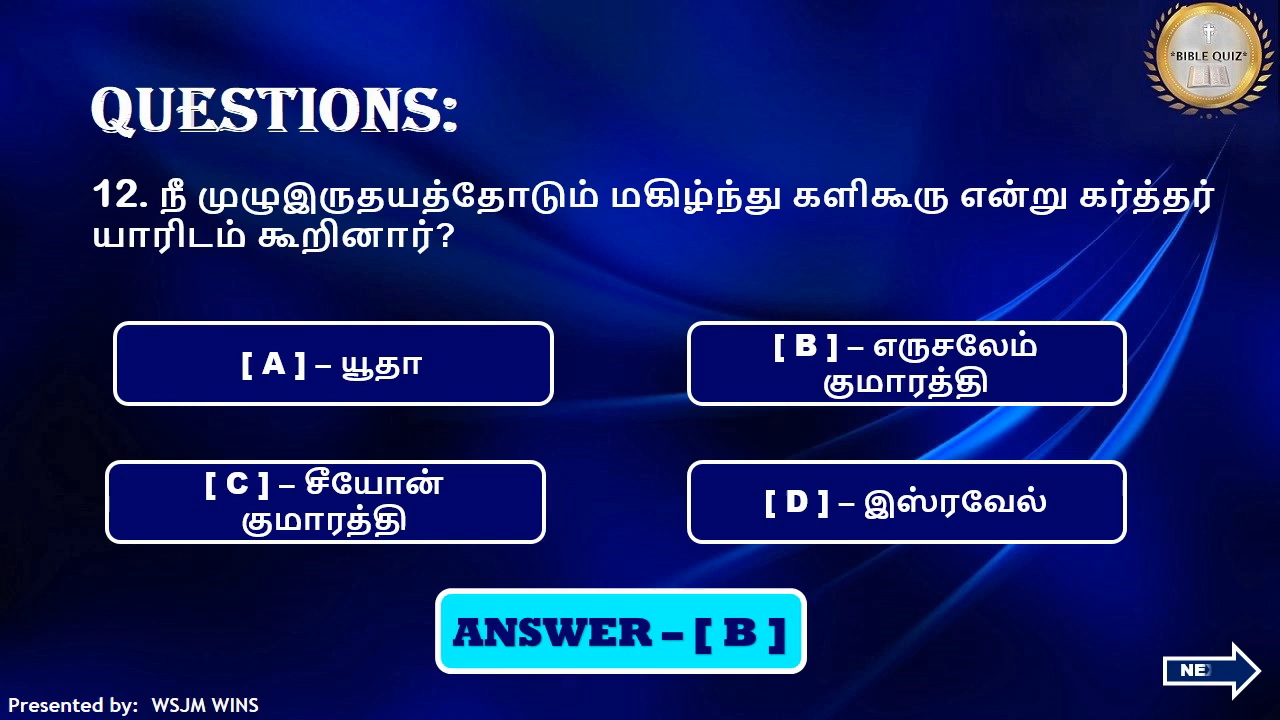 *BIBLE QUIZ*
QUESTIONS:
12. நீ முழுஇருதயத்தோடும் மகிழ்ந்து களிகூரு என்று கர்த்தர்
யாரிடம் கூறினார்?
[ A ] – யூதா
[ B ] – எருசலேம்
குமாரத்தி
[ C ] – சீயோன்
குமாரத்தி
[ D ] – இஸ்ரவேல்
ANSWER – [ B ]
NE
Presented by: WSJM WINS